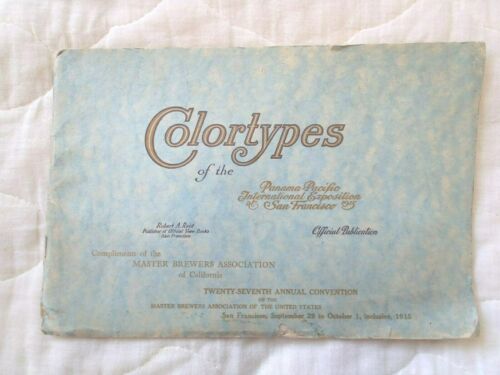 Colortypes
of the
Panama-Pacific
International Exposition
San Francisco
Robert A. Reid
Publisher of Official View Books
San Francisco
Official Publication
Compliments of the
MASTER BREWERS ASSOCIATION
of California
TWENTY-SEVENTH ANNUAL CONVENTION
OF THE
MASTER BREWERS ASSOCIATION OF THE UNITED STATES
San Francisco, September 28 to October 1, inclusive, 1915